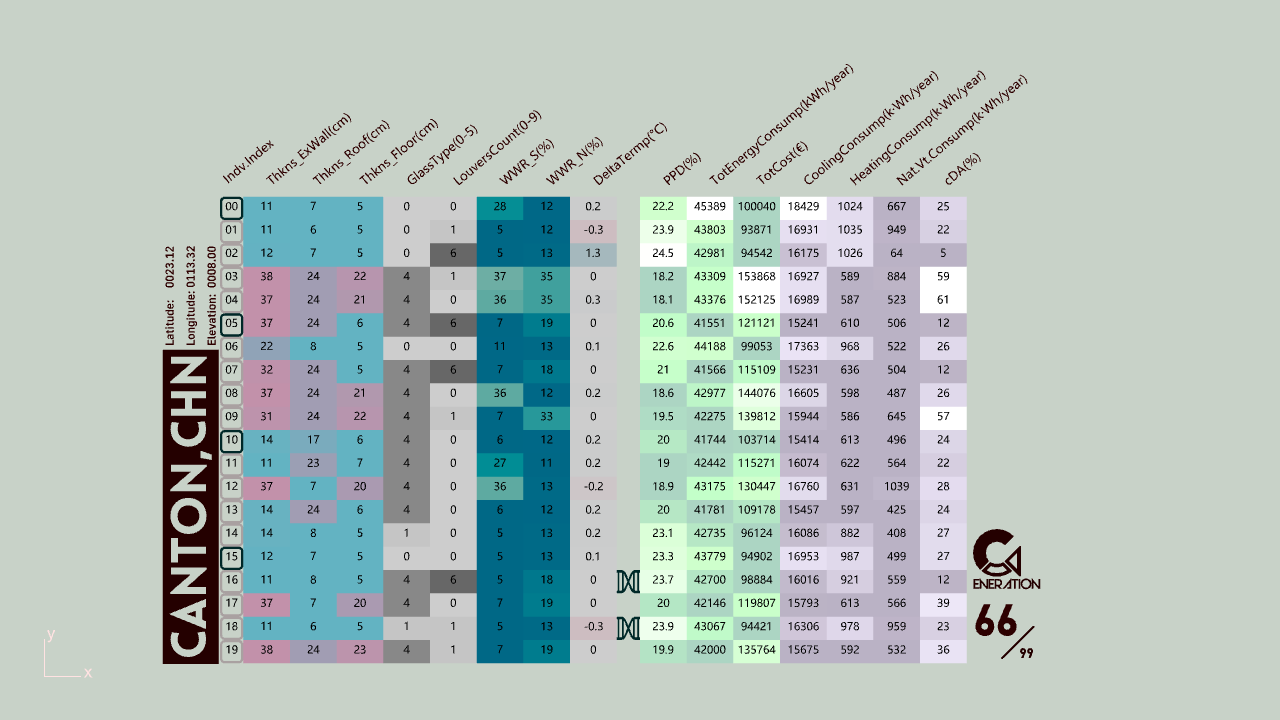 Indv.Index Thkns_ExWall(cm) Thkns_Roof(cm) Thkns_Floor(cm) GlassType(0-5) LouversCount(0-9) WWR_S(%) WWR_N(%) DeltaTermp(°C) PPD(%) TotEnergyConsump(kWh/year) TotCost(€) CoolingConsump(k·Wh/year) HeatingConsump(k·Wh/year) Nat.Vt.Consump(k·Wh/year) cDA(%)
00 11 7 5 0 0 28 12 0.2 22.2 45389 100040 18429 1024 667 25
01 11 6 5 0 1 5 12 -0.3 23.9 43803 93871 16931 1035 949 22
02 12 7 5 0 6 5 13 1.3 24.5 42981 94542 16175 1026 64 5
03 38 24 22 4 1 37 35 0 18.2 43309 153868 16927 589 884 59
04 37 24 21 4 0 36 35 0.3 18.1 43376 152125 16989 587 523 61
05 37 24 6 4 6 7 19 0 20.6 41551 121121 15241 610 506 12
06 22 8 5 0 0 11 13 0.1 22.6 44188 99053 17363 968 522 26
07 32 24 5 4 6 7 18 0 21 41566 115109 15231 636 504 12
08 37 24 21 4 0 36 12 0.2 18.6 42977 144076 16605 598 487 26
09 31 24 22 4 1 7 33 0 19.5 42275 139812 15944 586 645 57
10 14 17 6 4 0 6 12 0.2 20 41744 103714 15414 613 496 24
11 11 23 7 4 0 27 11 0.2 19 42442 115271 16074 622 564 22
12 37 7 20 4 0 36 13 -0.2 18.9 43175 130447 16760 631 1039 28
13 14 24 6 4 0 6 12 0.2 20 41781 109178 15457 597 425 24
14 14 8 5 1 0 5 13 0.2 23.1 42735 96124 16086 882 408 27
15 12 7 5 0 0 5 13 0.1 23.3 43779 94902 16953 987 499 27
16 11 8 5 4 6 5 18 0 23.7 42700 98884 16016 921 559 12
17 37 7 20 4 0 7 19 0 20 42146 119807 15793 613 566 39
18 11 6 5 1 1 5 13 -0.3 23.9 43067 94421 16306 978 959 23
19 38 24 23 4 1 7 19 0 19.9 42000 135764 15675 592 532 36
Latitude: 0023.12
Longitude: 0113.32
Elevation: 0008.00
CANTON,CHN
G
ENERATION
66/99
y
x